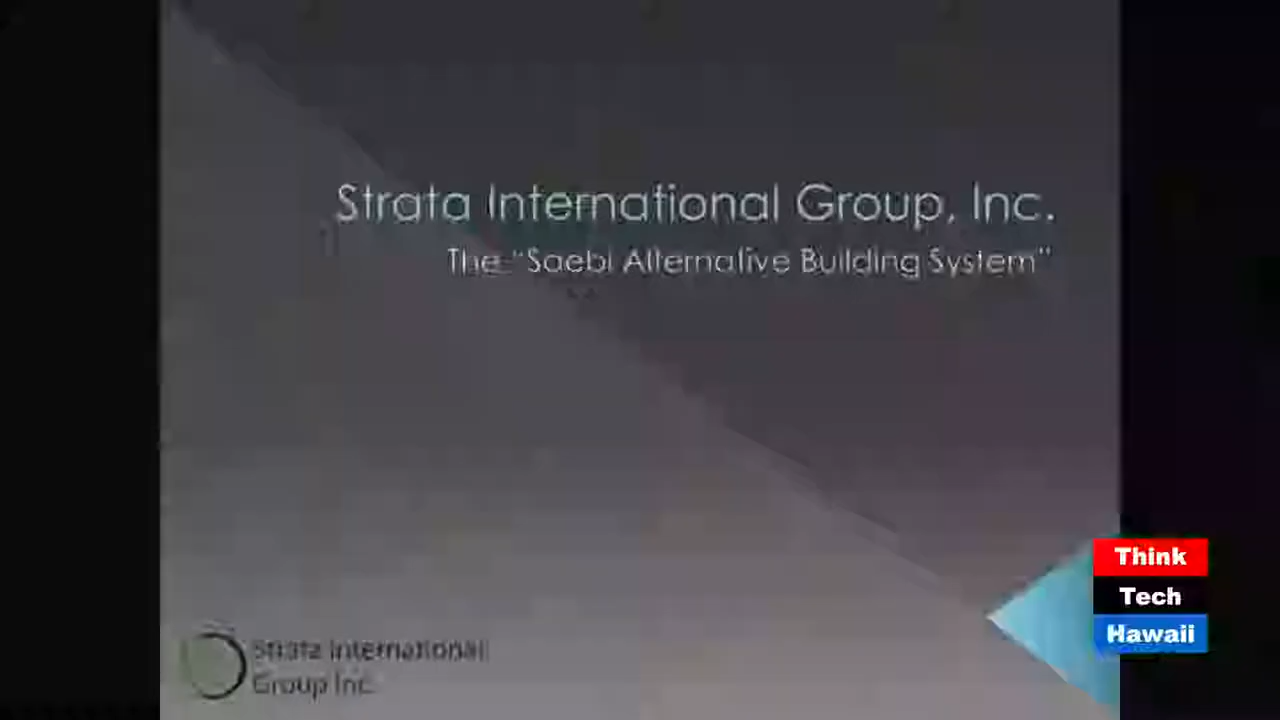 Strata International Group, Inc.
The "Saebi Alternative Building System"
Strata International
Group Inc.
Think
Tech
Hawaii